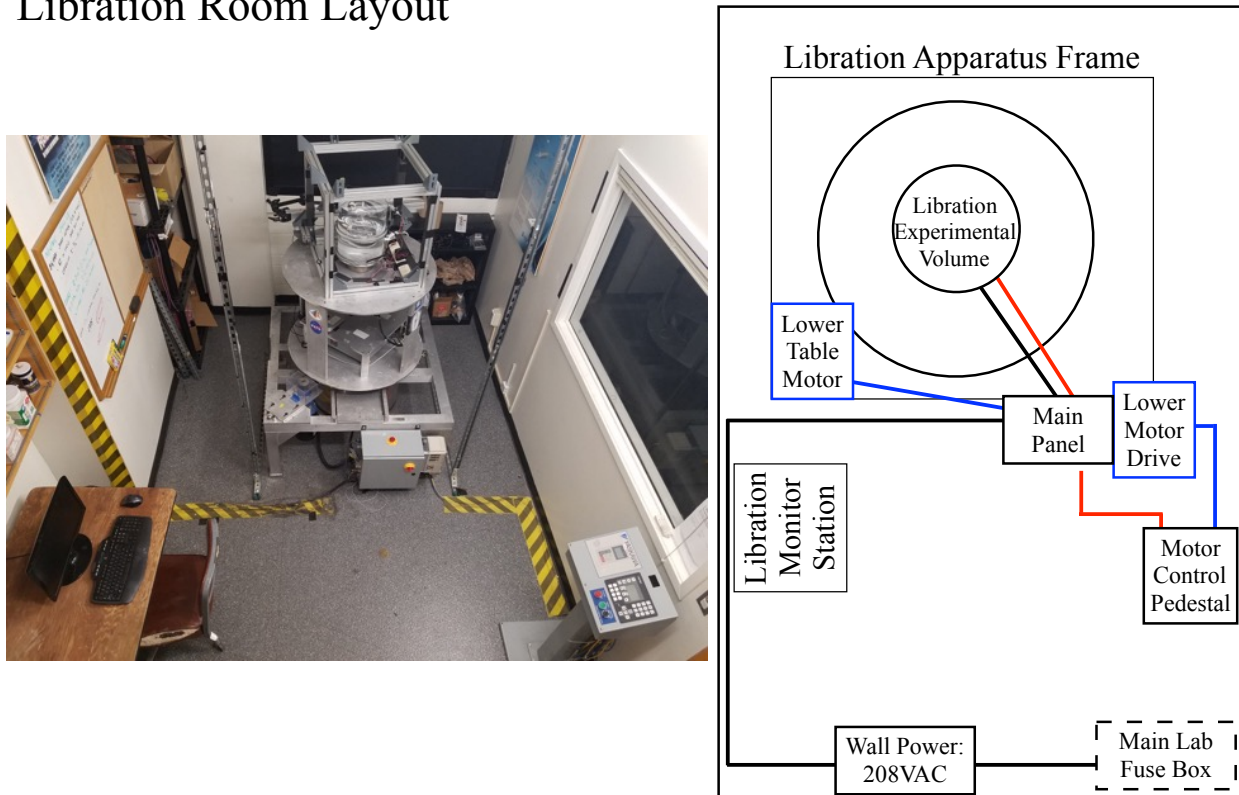 Libration Room Layout
Libration Apparatus Frame
Libration
Experimental
Volume
Lower
Table
Motor
Main
Panel
Lower
Motor
Drive
Libration
Monitor
Station
Motor
Control
Pedestal
Wall Power:
208VAC
Main Lab
Fuse Box